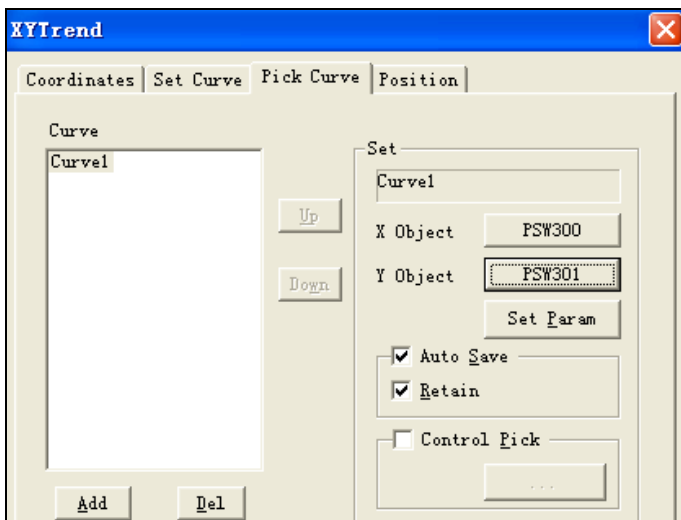 XYTrend
Coordinates Set Curve Pick Curve Position
Curve
Curve1
Up
Down
Add Del
Set
Curve1
X Object PSW300
Y Object PSW301
Set Param
Auto Save
Retain
Control Pick
...